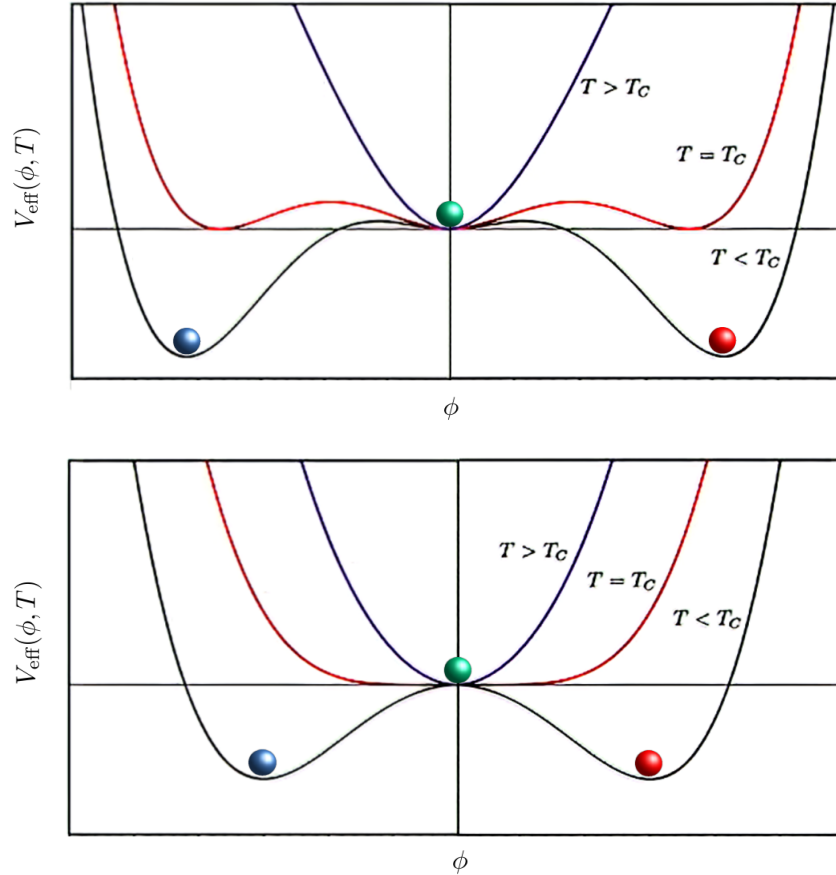 V_eff(ϕ, T)
T > T_C
T = T_C
T < T_C
ϕ
V_eff(ϕ, T)
T > T_C
T = T_C
T < T_C
ϕ